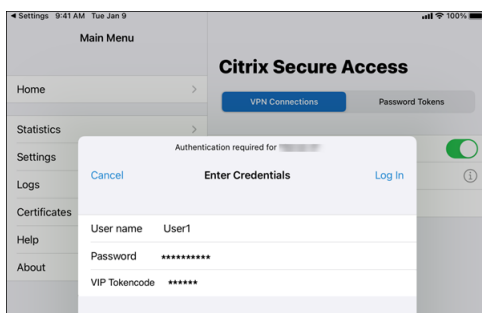 ◀ Settings 9:41 AM Tue Jan 9 100%
Main Menu
Citrix Secure Access
Home
VPN Connections Password Tokens
Statistics
Authentication required for
Settings
Cancel Enter Credentials Log In
Logs
Certificates
User name User1
Help
Password **********
About
VIP Tokencode ******